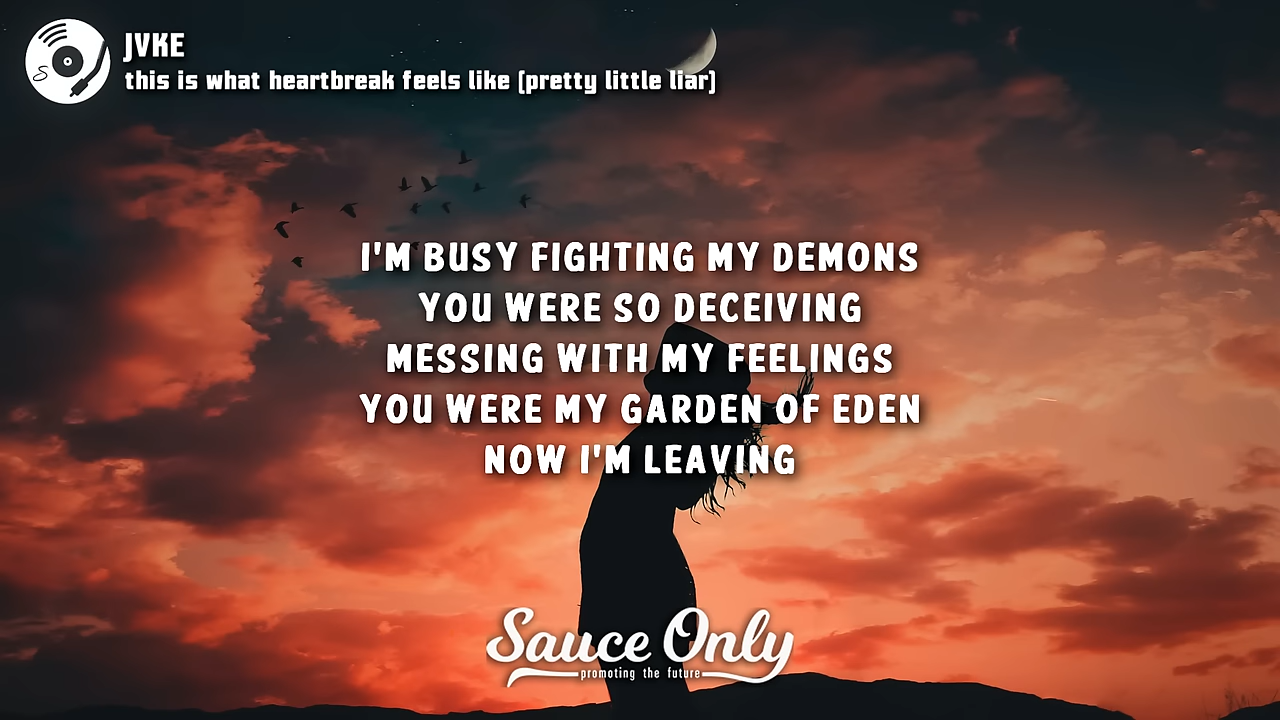 JVKE
this is what heartbreak feels like (pretty little liar)
I'M BUSY FIGHTING MY DEMONS
YOU WERE SO DECEIVING
MESSING WITH MY FEELINGS
YOU WERE MY GARDEN OF EDEN
NOW I'M LEAVING
Sauce Only
promoting the future